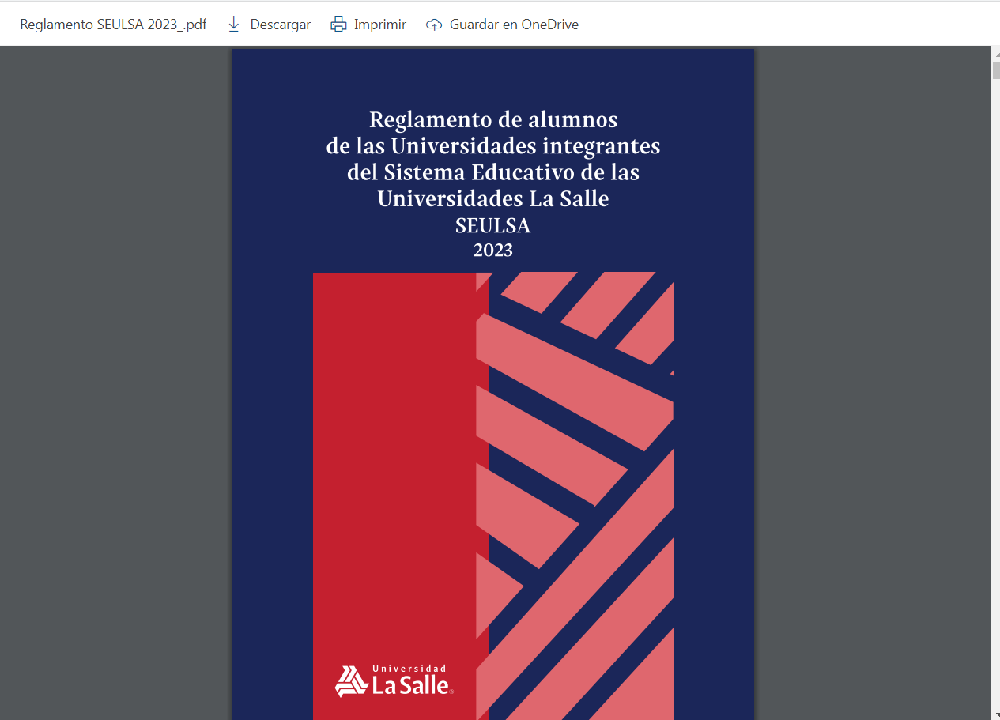 Reglamento SEULSA 2023_.pdf Descargar Imprimir Guardar en OneDrive
Reglamento de alumnos
de las Universidades integrantes
del Sistema Educativo de las
Universidades La Salle
SEULSA
2023
Universidad
La Salle®